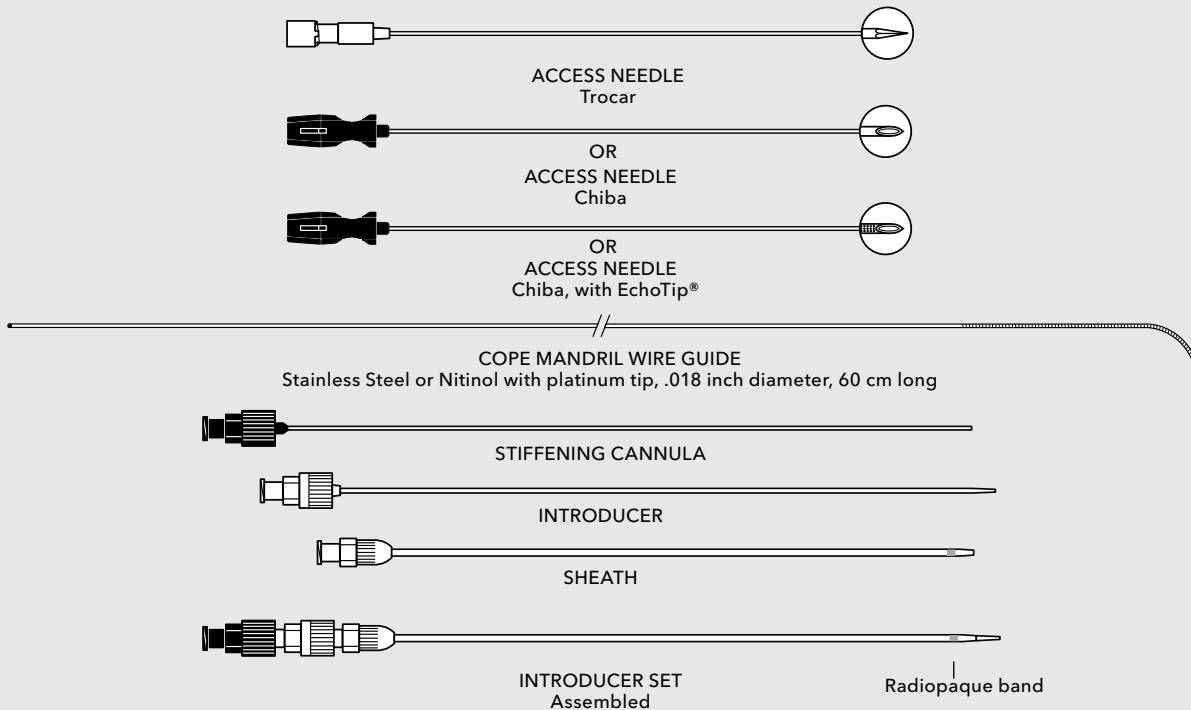 ACCESS NEEDLE
Trocar
OR
ACCESS NEEDLE
Chiba
OR
ACCESS NEEDLE
Chiba, with EchoTip®
COPE MANDRIL WIRE GUIDE
Stainless Steel or Nitinol with platinum tip, .018 inch diameter, 60 cm long
STIFFENING CANNULA
INTRODUCER
SHEATH
INTRODUCER SET
Assembled
Radiopaque band